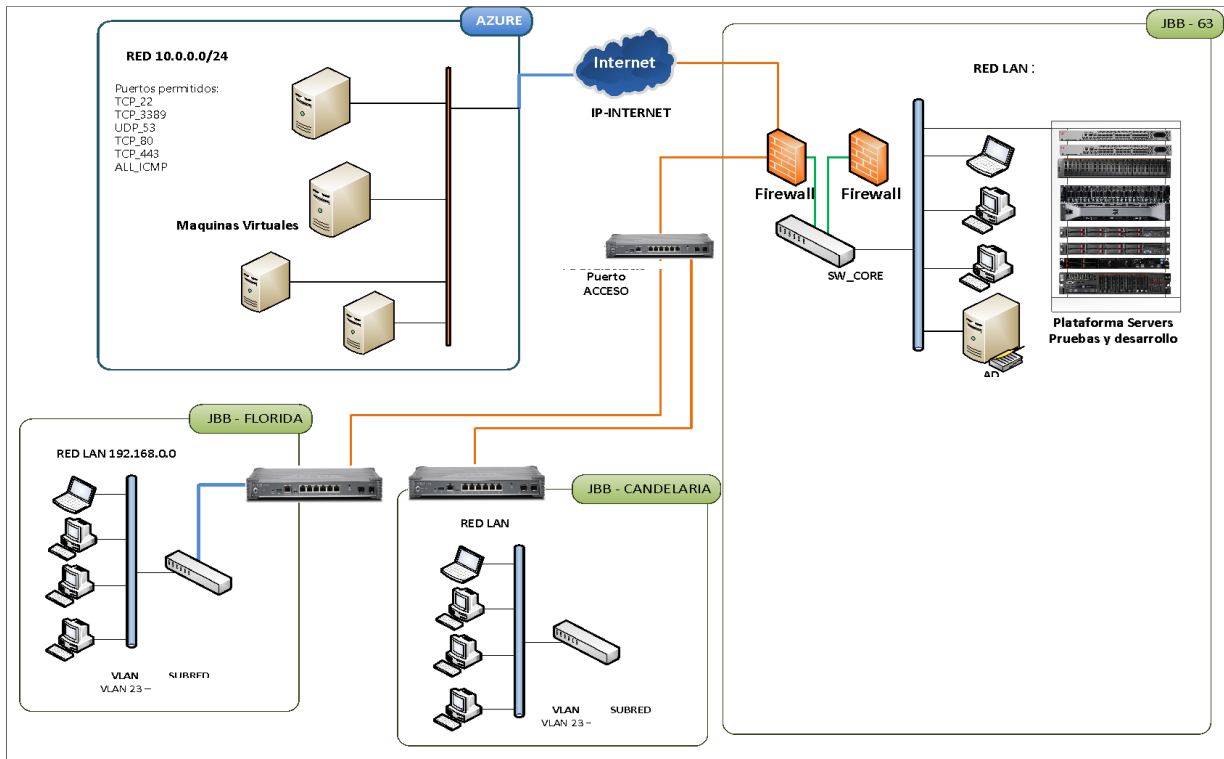 AZURE
RED 10.0.0.0/24
Puertos permitidos:
TCP_22
TCP_3389
UDP_53
TCP_80
TCP_443
ALL_ICMP
Maquinas Virtuales
Internet
IP-INTERNET
JBB - 63
RED LAN :
Firewall
Firewall
SW_CORE
Plataforma Servers
Pruebas y desarrollo
AD
Puerto
ACCESO
JBB - FLORIDA
RED LAN 192.168.0.0
VLAN SUBRED
VLAN 23 –
JBB - CANDELARIA
RED LAN
VLAN SUBRED
VLAN 23 –